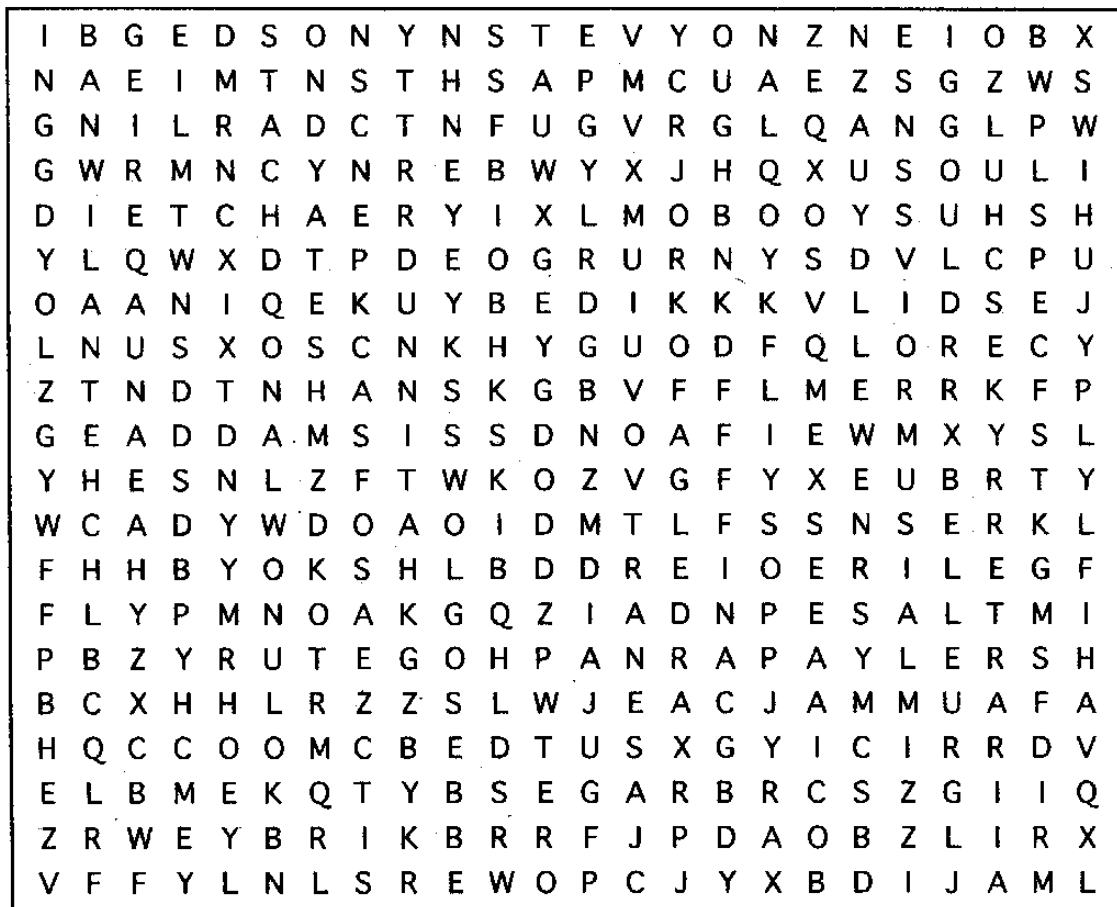 I B G E D S O N Y N S T E V Y O N Z N E I O B X
N A E I M T N S T H S A P M C U A E Z S G Z W S
G N I L R A D C T N F U G V R G L Q A N G L P W
G W R M N C Y N R E B W Y X J H Q X U S O U L I
D I E T C H A E R Y I X L M O B O O Y S U H S H
Y L Q W X D T P D E O G R U R N Y S D V L C P U
O A A N I Q E K U Y B E D I K K K V L I D S E J
L N U S X O S C N K H Y G U O D F Q L O R E C Y
Z T N D T N H A N S K G B V F F L M E R R K F P
G E A D D A M S I S S D N O A F I E W M X Y S L
Y H E S N L Z F T W K O Z V G F Y X E U B R T Y
W C A D Y W D O A O I D M T L F S S N S E R K L
F H H B Y O K S H L B D D R E I O E R I L E G F
F L Y P M N O A K G Q Z I A D N P E S A L T M I
P B Z Y R U T E G O H P A N R A P A Y L E R S H
B C X H H L R Z Z S L W J E A C J A M M U A F A
H Q C C O O M C B E D T U S X G Y I C I R R D V
E L B M E K Q T Y B S E G A R B R C S Z G I I Q
Z R W E Y B R I K B R R F J P D A O B Z L I R X
V F F Y L N L S R E W O P C J Y X B D I J A M L